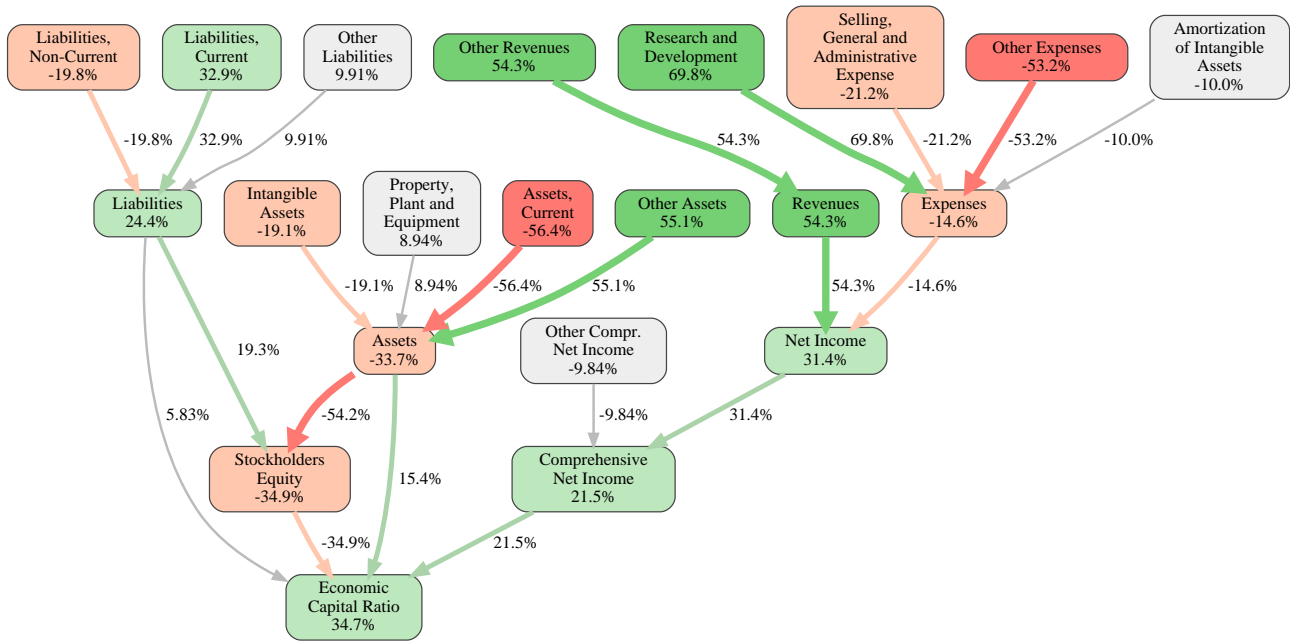 Liabilities,
Non-Current
-19.8%
Liabilities,
Current
32.9%
Other
Liabilities
9.91%
Other Revenues
54.3%
Research and
Development
69.8%
Selling,
General and
Administrative
Expense
-21.2%
Other Expenses
-53.2%
Amortization
of Intangible
Assets
-10.0%
-19.8%
32.9%
9.91%
54.3%
69.8%
-21.2%
-53.2%
-10.0%
Liabilities
24.4%
Intangible
Assets
-19.1%
Property,
Plant and
Equipment
8.94%
Assets,
Current
-56.4%
Other Assets
55.1%
Revenues
54.3%
Expenses
-14.6%
-19.1%
8.94%
-56.4%
55.1%
54.3%
-14.6%
Assets
-33.7%
Other Compr.
Net Income
-9.84%
Net Income
31.4%
19.3%
5.83%
-54.2%
15.4%
-9.84%
31.4%
Stockholders
Equity
-34.9%
Comprehensive
Net Income
21.5%
-34.9%
21.5%
Economic
Capital Ratio
34.7%